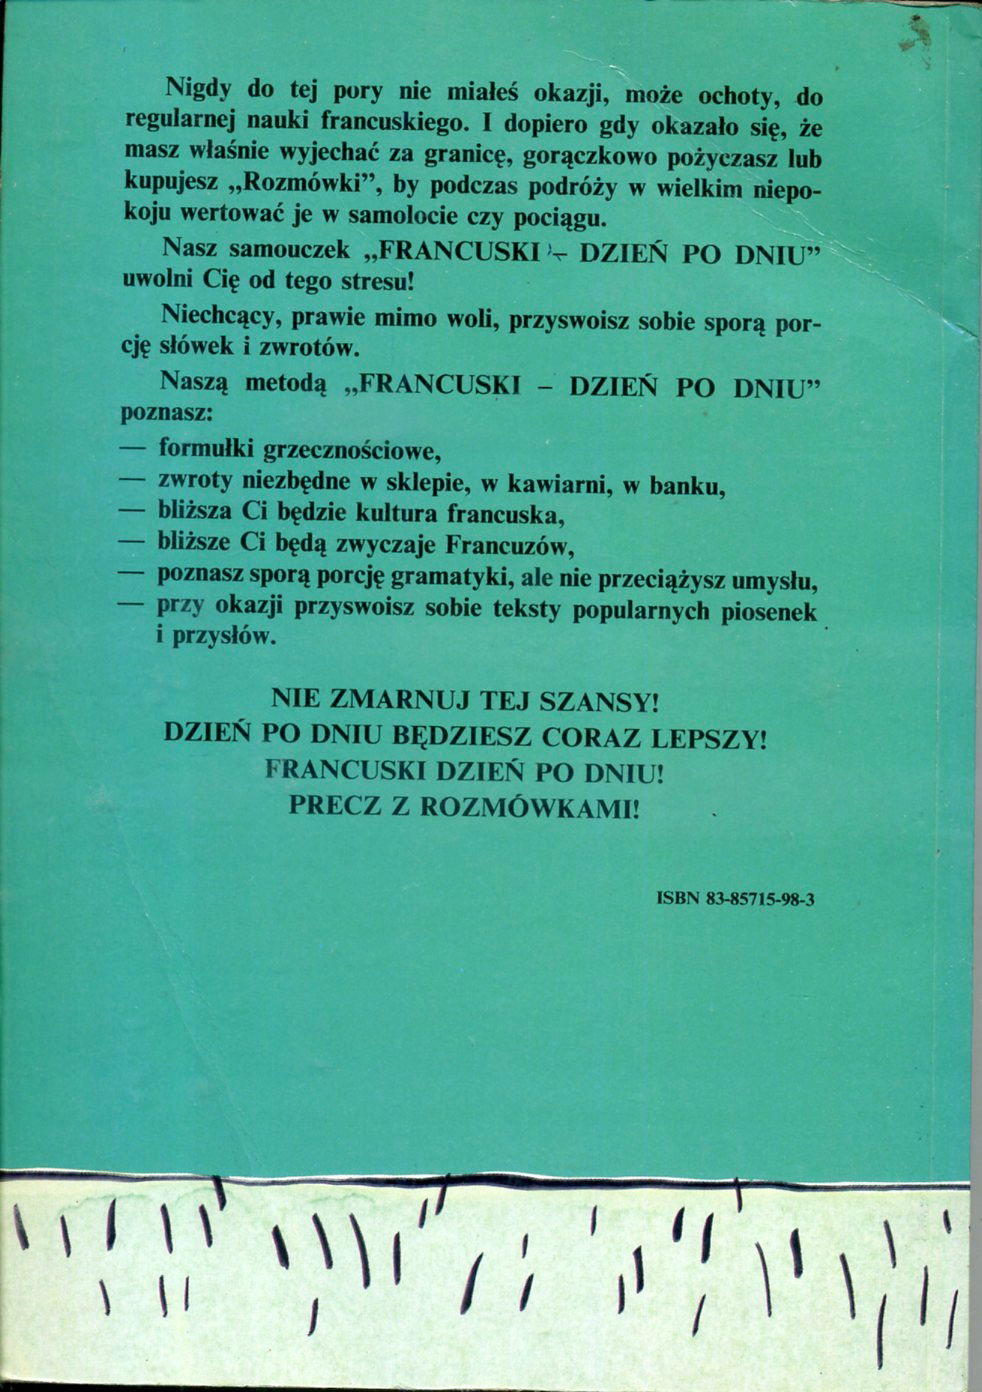 Nigdy do tej pory nie miałeś okazji, może ochoty, do
regularnej nauki francuskiego. I dopiero gdy okazało się, że
masz właśnie wyjechać za granicę, gorączkowo pożyczasz lub
kupujesz „Rozmówki”, by podczas podróży w wielkim niepo-
koju wertować je w samolocie czy pociągu.
Nasz samouczek „FRANCUSKI – DZIEŃ PO DNIU”
uwolni Cię od tego stresu!
Niechcący, prawie mimo woli, przyswoisz sobie sporą por-
cję słówek i zwrotów.
Naszą metodą „FRANCUSKI – DZIEŃ PO DNIU”
poznasz:
— formułki grzecznościowe,
— zwroty niezbędne w sklepie, w kawiarni, w banku,
— bliższa Ci będzie kultura francuska,
— bliższe Ci będą zwyczaje Francuzów,
— poznasz sporą porcję gramatyki, ale nie przeciążysz umysłu,
— przy okazji przyswoisz sobie teksty popularnych piosenek
i przysłów.
NIE ZMARNUJ TEJ SZANSY!
DZIEŃ PO DNIU BĘDZIESZ CORAZ LEPSZY!
FRANCUSKI DZIEŃ PO DNIU!
PRECZ Z ROZMÓWKAMI!
ISBN 83-85715-98-3